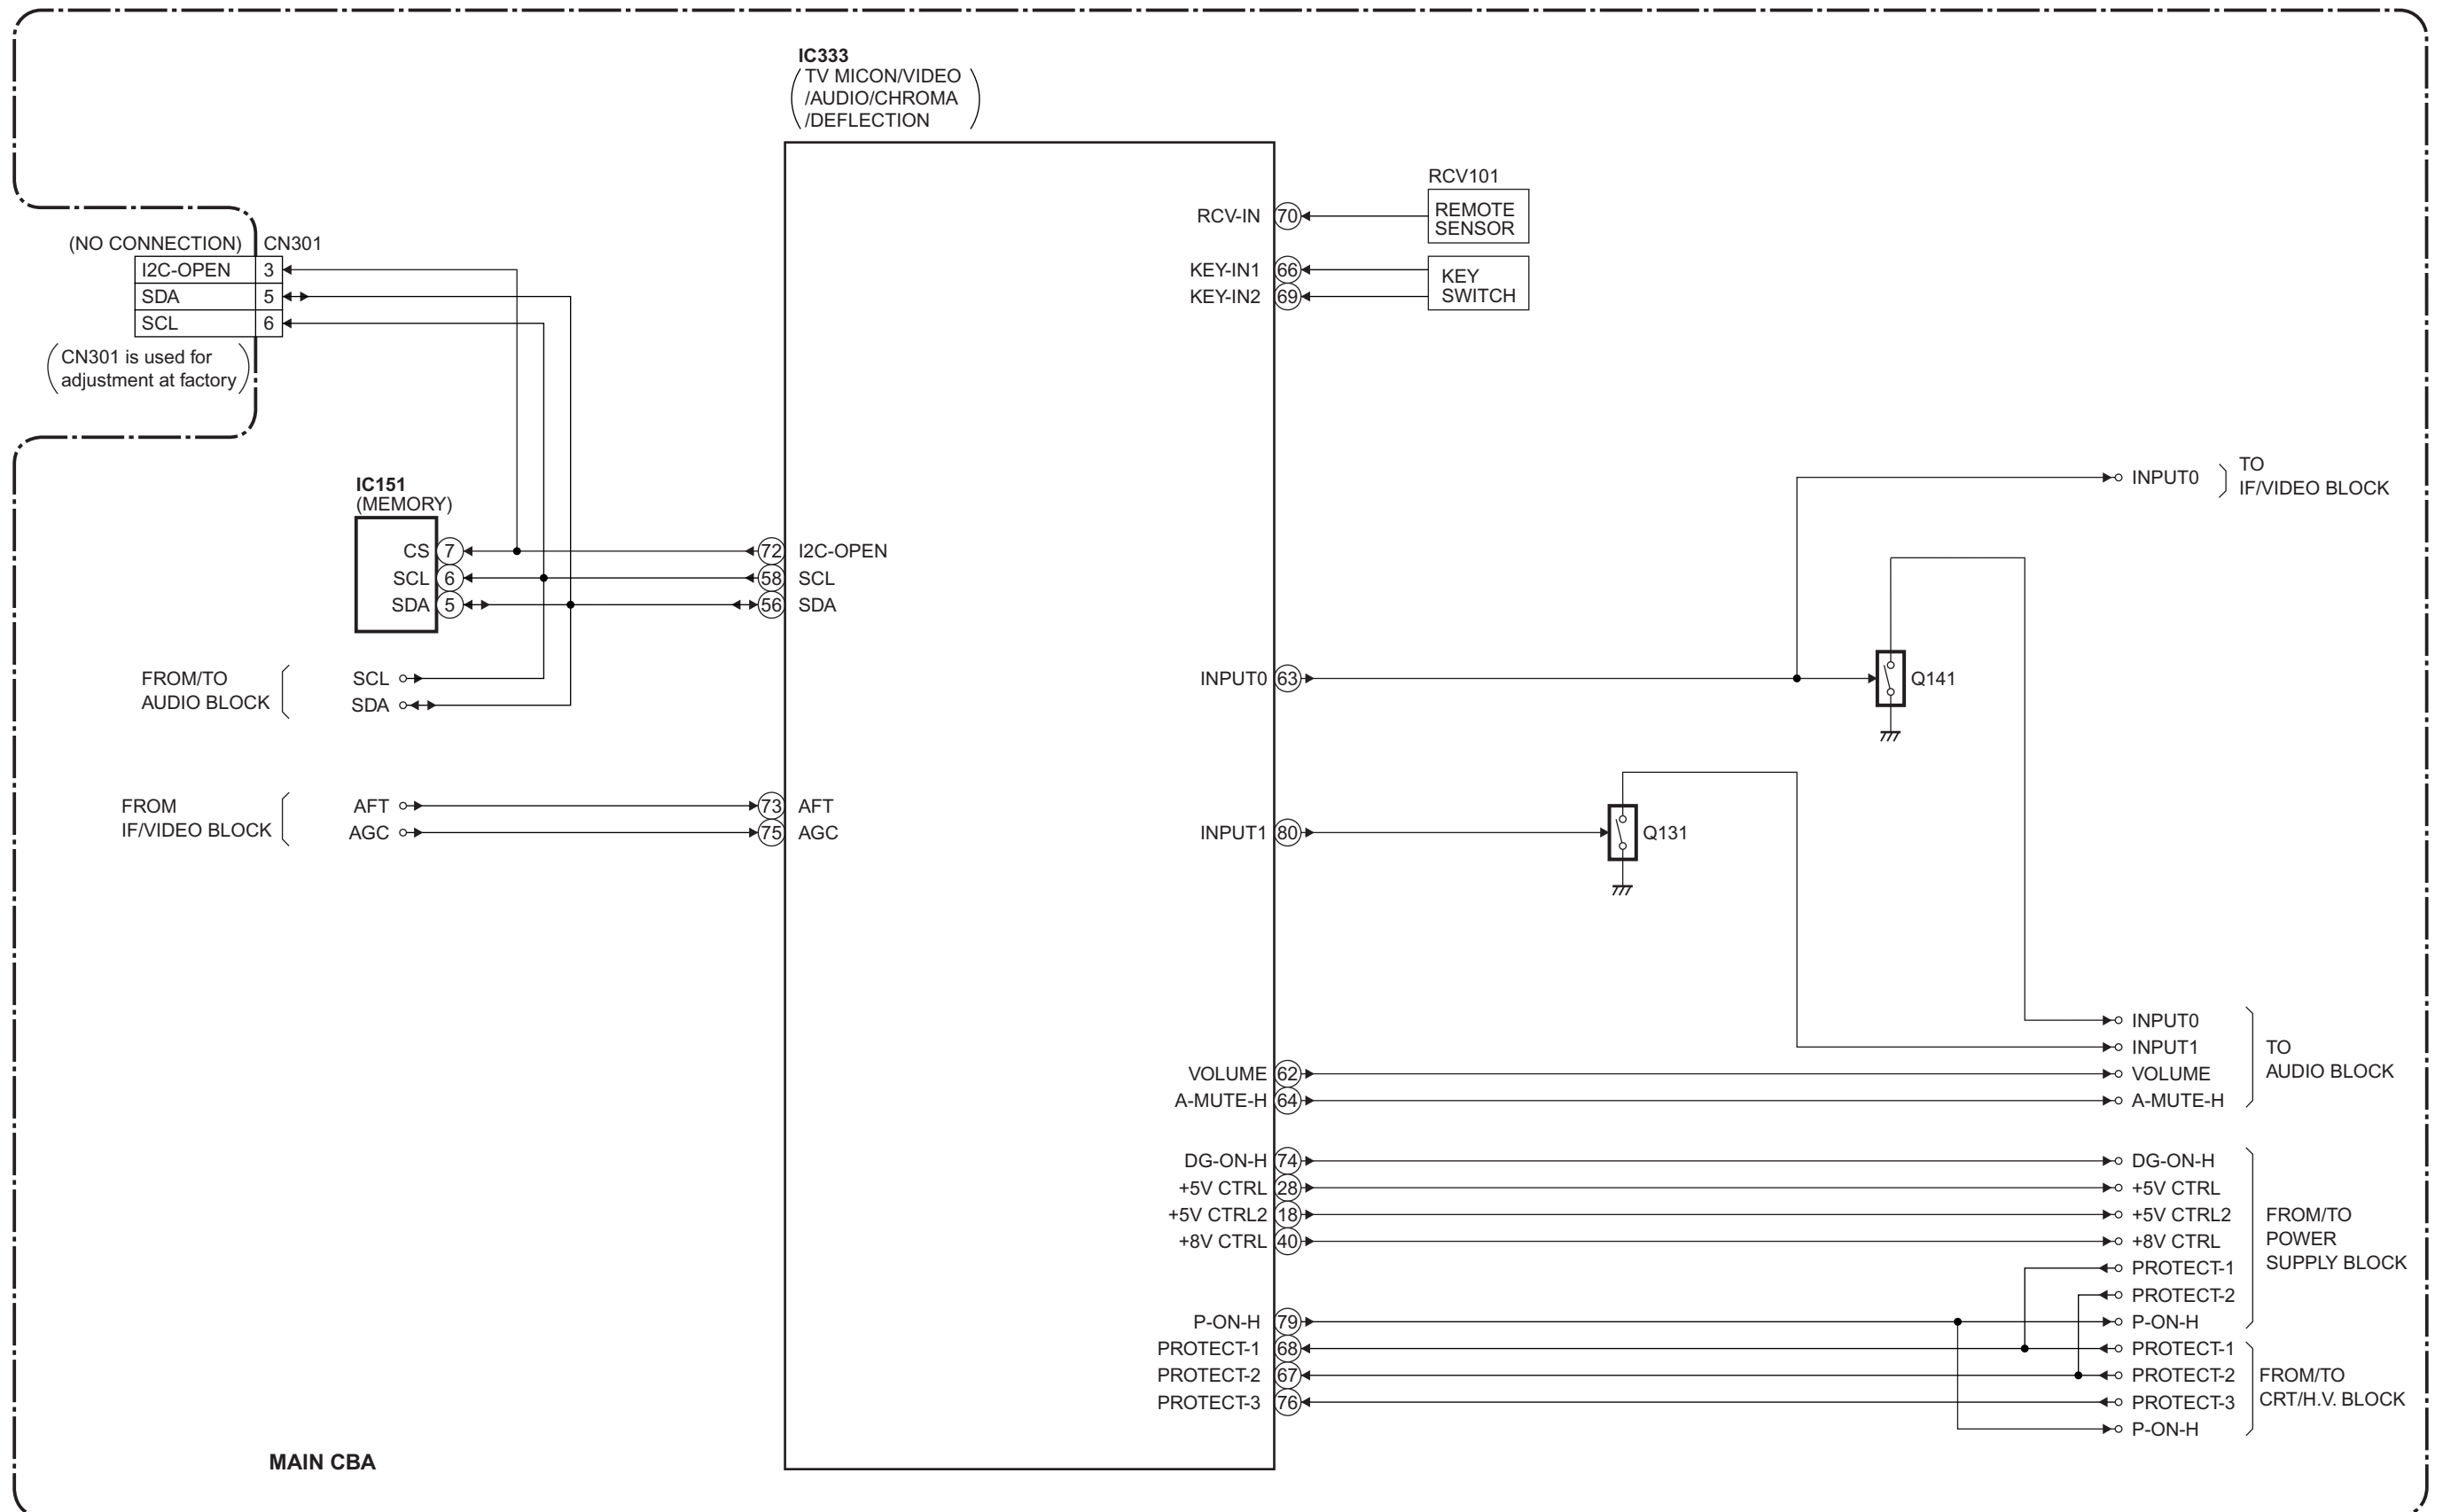 IC333
TV MICON/VIDEO
/AUDIO/CHROMA
/DEFLECTION
(NO CONNECTION) CN301
I2C-OPEN 3
SDA 5
SCL 6
CN301 is used for
adjustment at factory
IC151
(MEMORY)
CS 7
SCL 6
SDA 5
72 I2C-OPEN
58 SCL
56 SDA
FROM/TO
AUDIO BLOCK
SCL
SDA
FROM
IF/VIDEO BLOCK
AFT
AGC
73 AFT
75 AGC
RCV-IN 70
KEY-IN1 66
KEY-IN2 69
RCV101
REMOTE
SENSOR
KEY
SWITCH
INPUT0 63
INPUT1 80
Q141
Q131
INPUT0
TO
IF/VIDEO BLOCK
VOLUME 62
A-MUTE-H 64
DG-ON-H 74
+5V CTRL 28
+5V CTRL2 18
+8V CTRL 40
P-ON-H 79
PROTECT-1 68
PROTECT-2 67
PROTECT-3 76
INPUT0
INPUT1
VOLUME
A-MUTE-H
TO
AUDIO BLOCK
DG-ON-H
+5V CTRL
+5V CTRL2
+8V CTRL
PROTECT-1
PROTECT-2
P-ON-H
FROM/TO
POWER
SUPPLY BLOCK
PROTECT-1
PROTECT-2
PROTECT-3
P-ON-H
FROM/TO
CRT/H.V. BLOCK
MAIN CBA